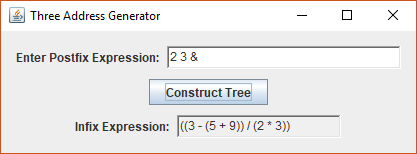 Three Address Generator
Enter Postfix Expression: 2 3 &
Construct Tree
Infix Expression: ((3 - (5 + 9)) / (2 * 3))